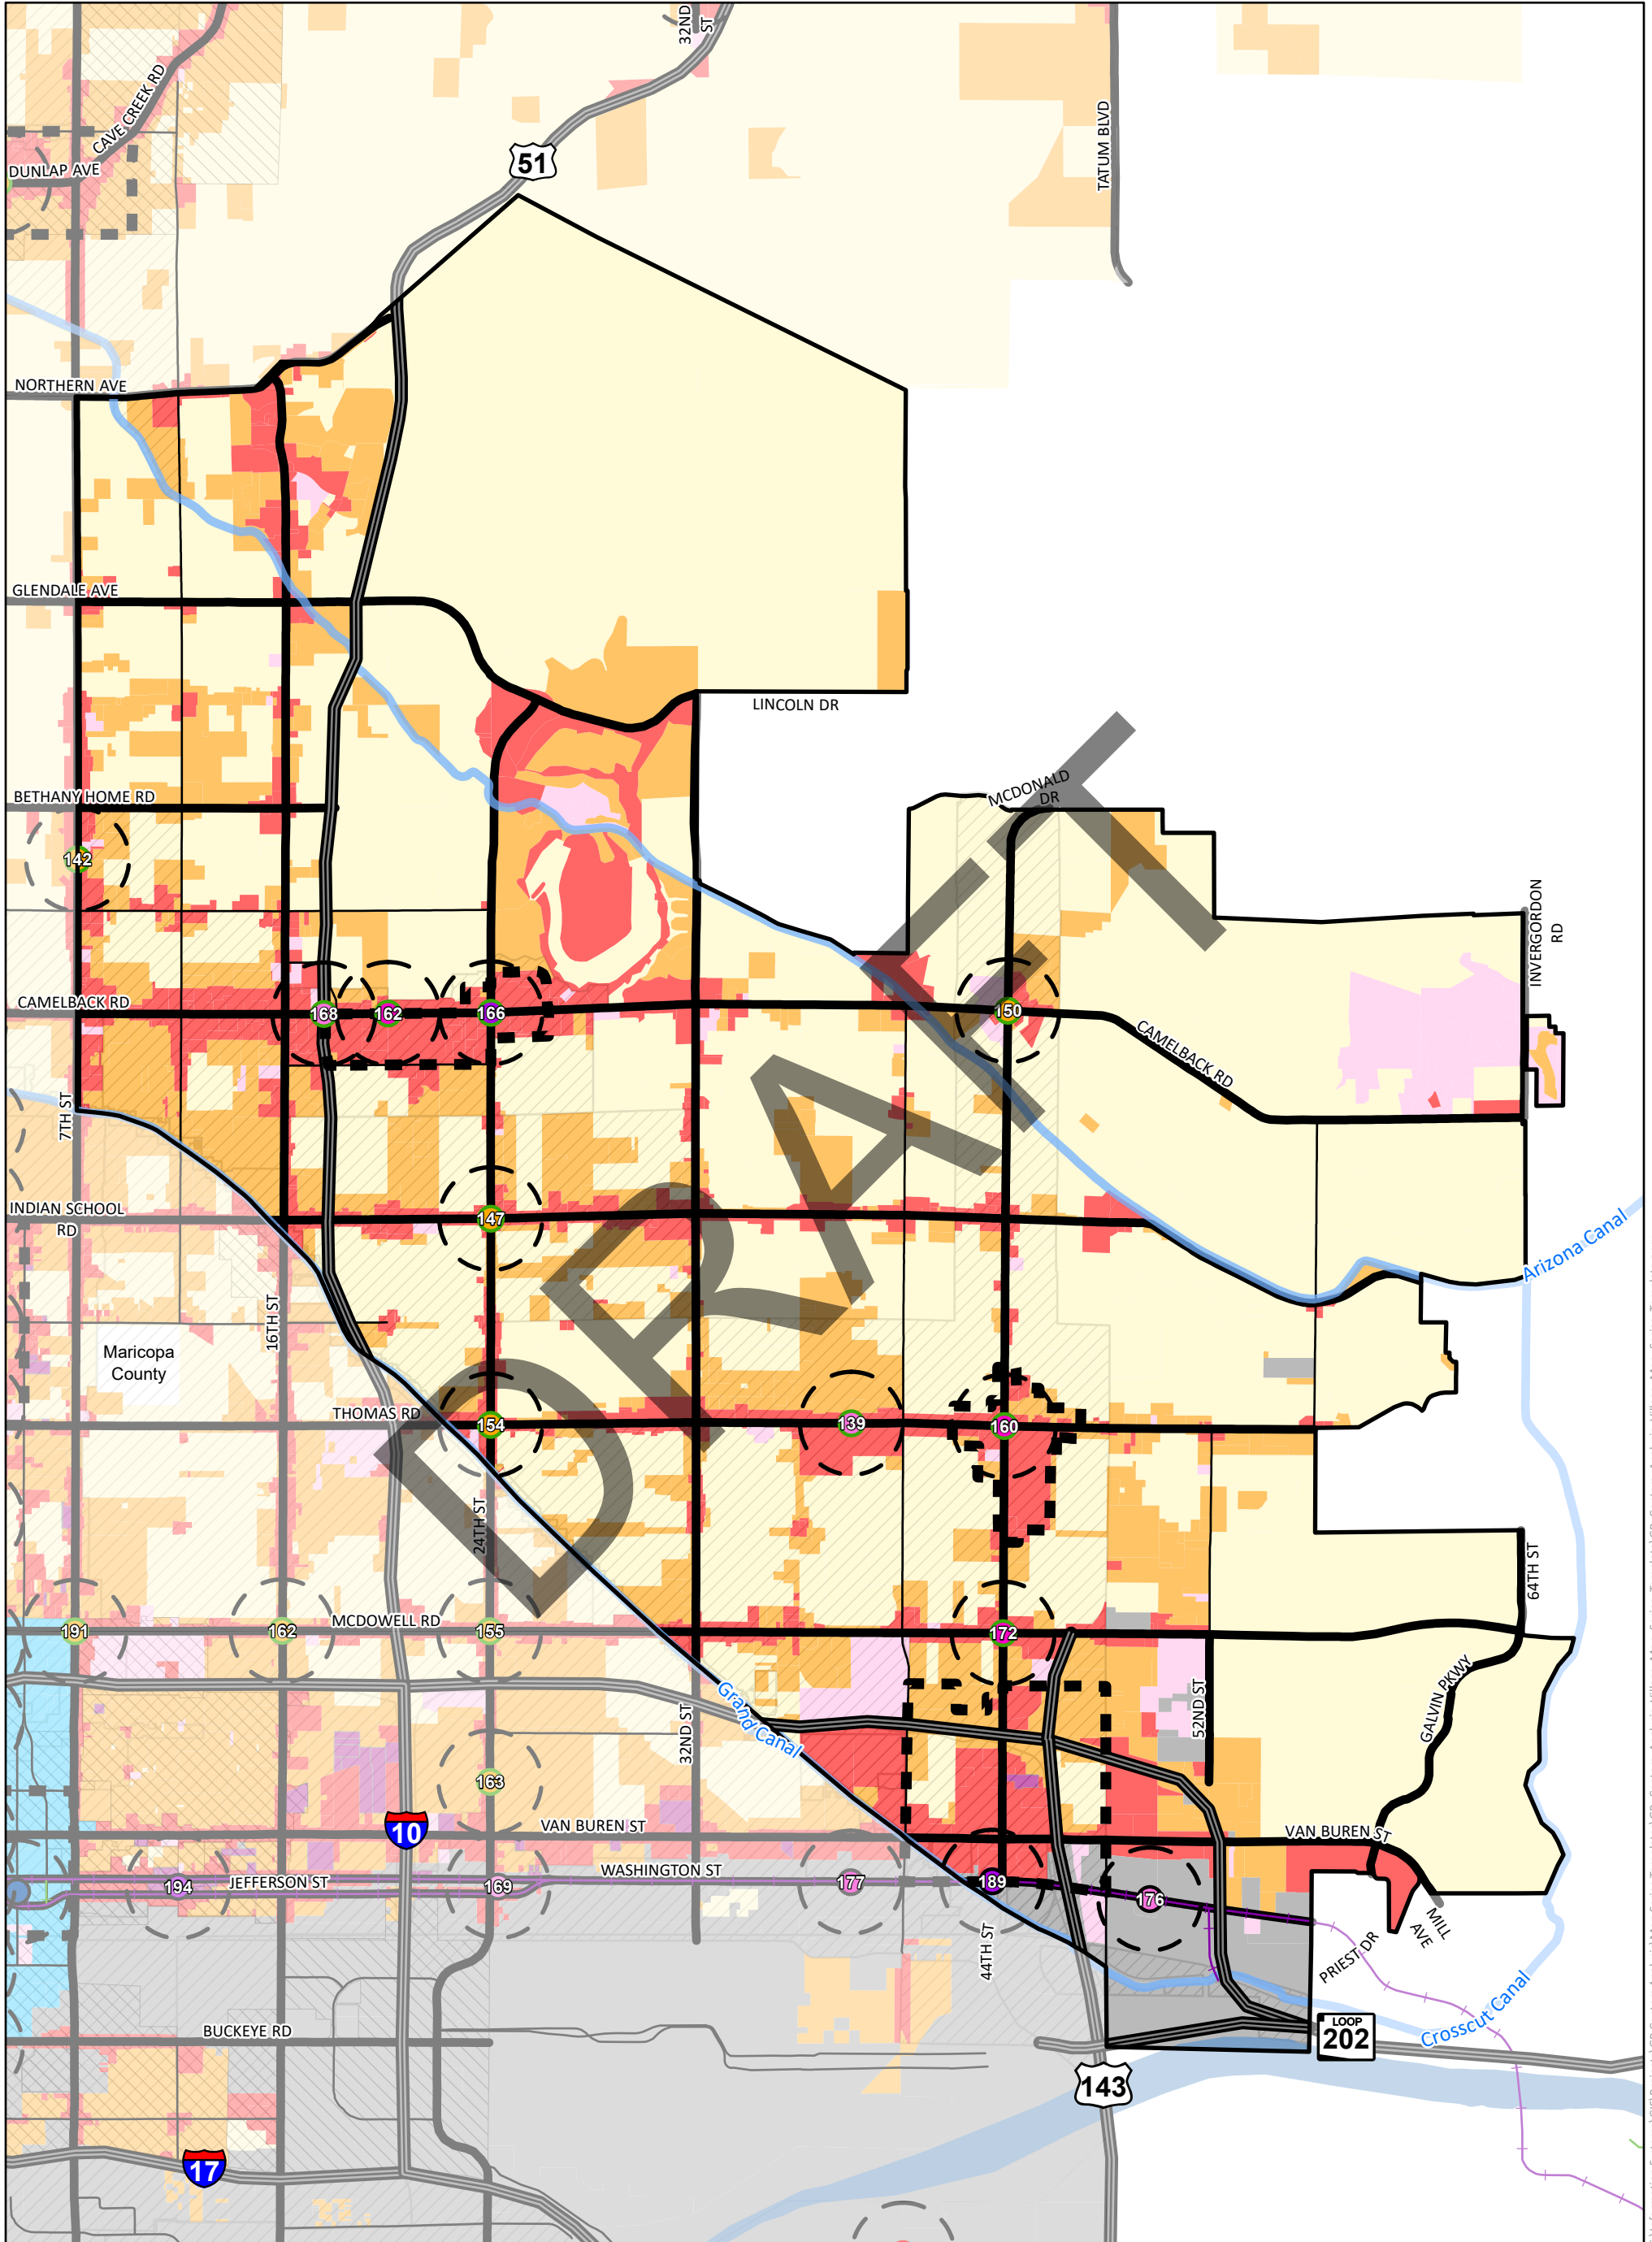 32ND
ST
CAVE CREEK RD
DUNLAP AVE
51
TATUM BLVD
NORTHERN AVE
GLENDALE AVE
LINCOLN DR
MCDONALD
DR
BETHANY HOME RD
142
INVERGORDON
RD
CAMELBACK RD
168
162
166
150
CAMELBACK RD
7TH ST
INDIAN SCHOOL
RD
147
Arizona Canal
16TH ST
Maricopa
County
THOMAS RD
154
139
160
DRAFT
24TH ST
64TH ST
191
162
MCDOWELL RD
155
172
GALVIN PKWY
52ND ST
Grand Canal
32ND ST
163
10
VAN BUREN ST
VAN BUREN ST
WASHINGTON ST
194
JEFFERSON ST
169
177
189
176
44TH ST
MILL
AVE
PRIEST DR
Crosscut Canal
BUCKEYE RD
LOOP
202
143
17